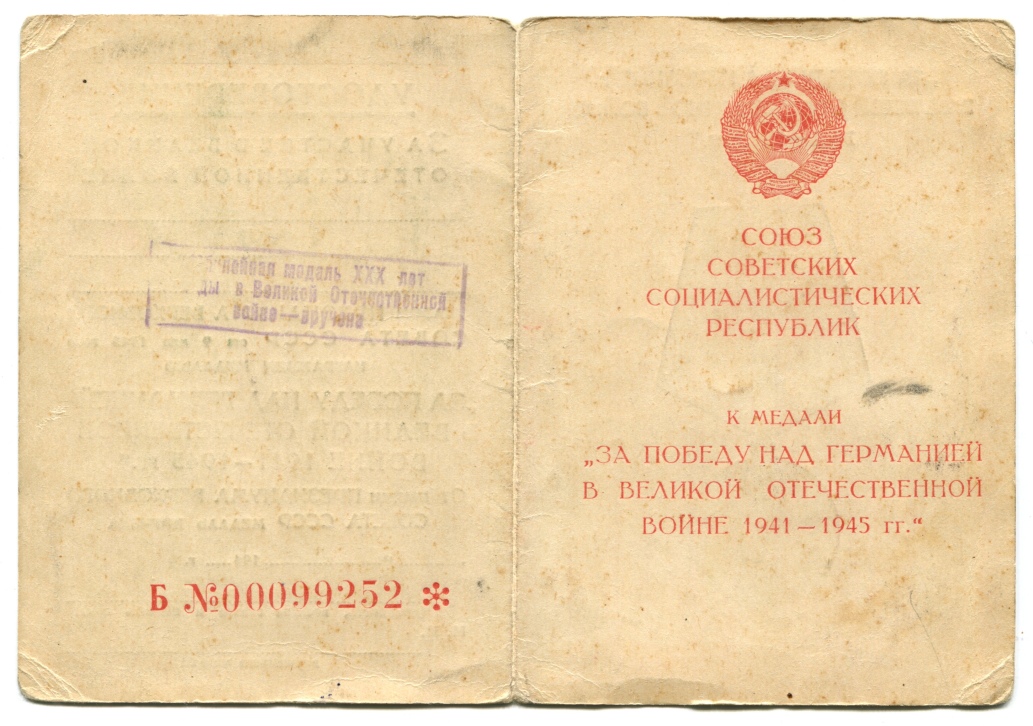 медаль XXX лет
в Великой Отечественной
войне—вручена
Б №00099252 *
СОЮЗ
СОВЕТСКИХ
СОЦИАЛИСТИЧЕСКИХ
РЕСПУБЛИК
К МЕДАЛИ
„ЗА ПОБЕДУ НАД ГЕРМАНИЕЙ
В ВЕЛИКОЙ ОТЕЧЕСТВЕННОЙ
ВОЙНЕ 1941—1945 гг.“